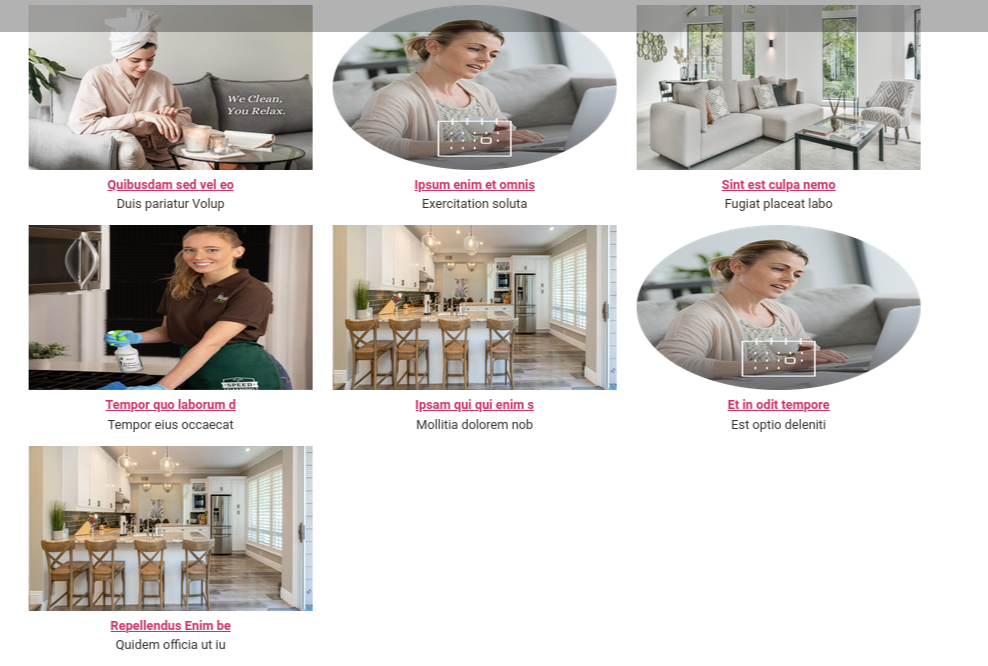 We Clean,
You Relax.
Quibusdam sed vel eo
Duis pariatur Volup
Ipsum enim et omnis
Exercitation soluta
Sint est culpa nemo
Fugiat placeat labo
SPEED
Tempor quo laborum d
Tempor eius occaecat
Ipsam qui qui enim s
Mollitia dolorem nob
Et in odit tempore
Est optio deleniti
Repellendus Enim be
Quidem officia ut iu